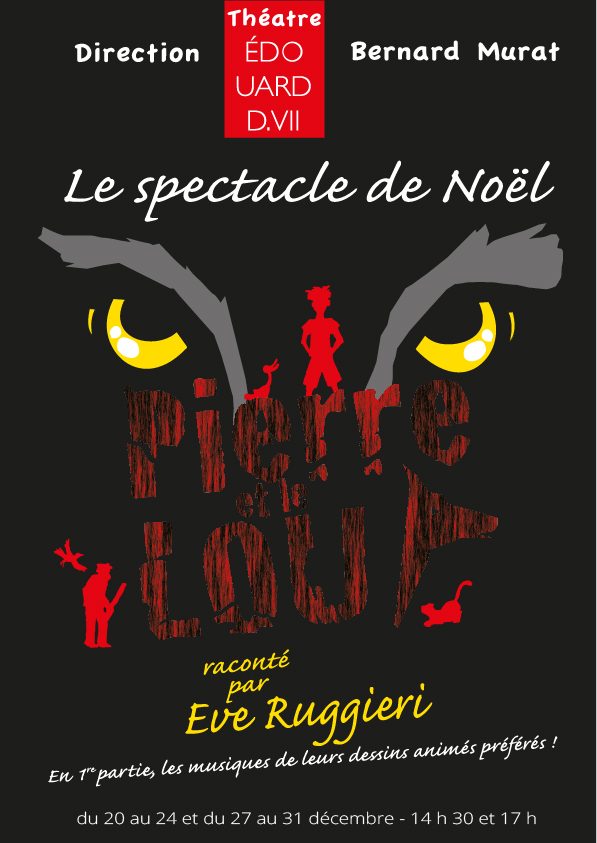 Théâtre
Direction
ÉDO
UARD
D.VII
Bernard Murat
Le spectacle de Noël
Pierre
et le
LOUP
raconté
par
Eve Ruggieri
En 1re partie, les musiques de leurs dessins animés préférés !
du 20 au 24 et du 27 au 31 décembre - 14 h 30 et 17 h